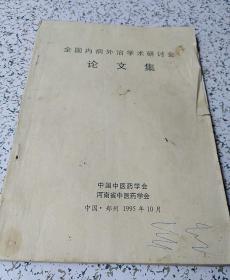 全国内病外治学术研讨会
论文集
中国中医药学会
河南省中医药学会
中国·郑州 1995年10月